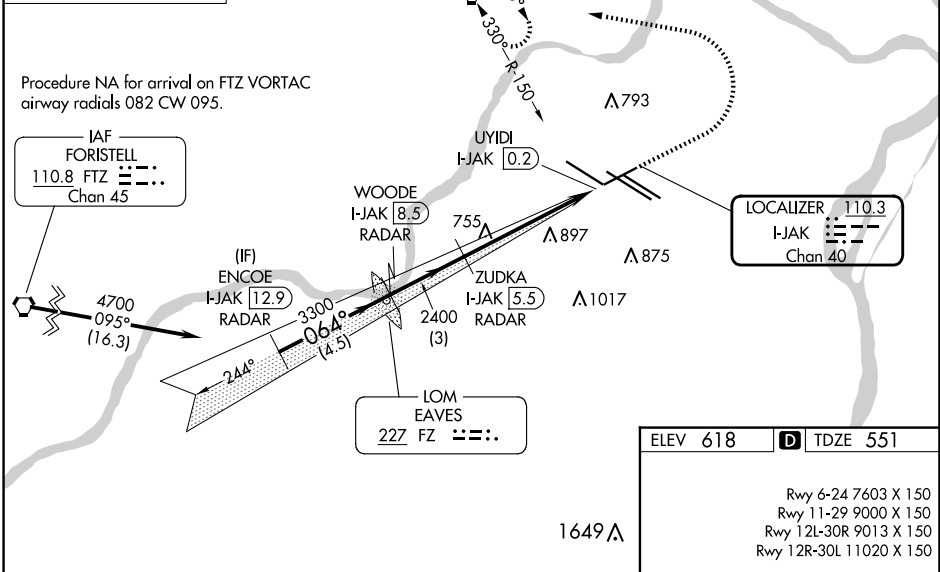 330°
R-150
Procedure NA for arrival on FTZ VORTAC
airway radials 082 CW 095.
793
IAF
FORISTELL
110.8 FTZ
Chan 45
UYIDI
I-JAK 0.2
WOODE
I-JAK 8.5
RADAR
755
897
LOCALIZER 110.3
I-JAK
Chan 40
875
(IF)
ENCOE
I-JAK 12.9
RADAR
ZUDKA
I-JAK 5.5
RADAR
1017
4700
095°
(16.3)
3300
064°
(4.5)
2400
(3)
244°
LOM
EAVES
227 FZ
ELEV 618 D TDZE 551
Rwy 6-24 7603 X 150
Rwy 11-29 9000 X 150
Rwy 12L-30R 9013 X 150
Rwy 12R-30L 11020 X 150
1649